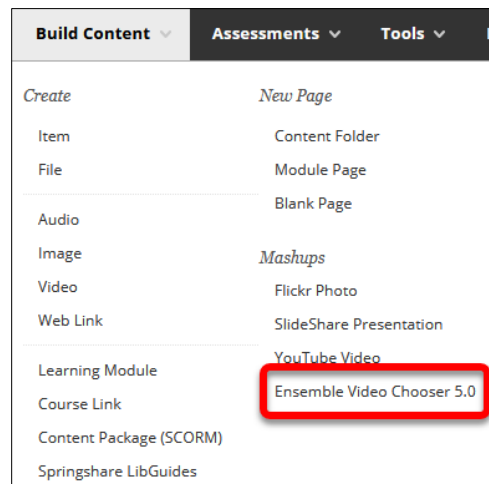 Build Content
Assessments
Tools
Create
Item
File
Audio
Image
Video
Web Link
Learning Module
Course Link
Content Package (SCORM)
Springshare LibGuides
New Page
Content Folder
Module Page
Blank Page
Mashups
Flickr Photo
SlideShare Presentation
YouTube Video
Ensemble Video Chooser 5.0